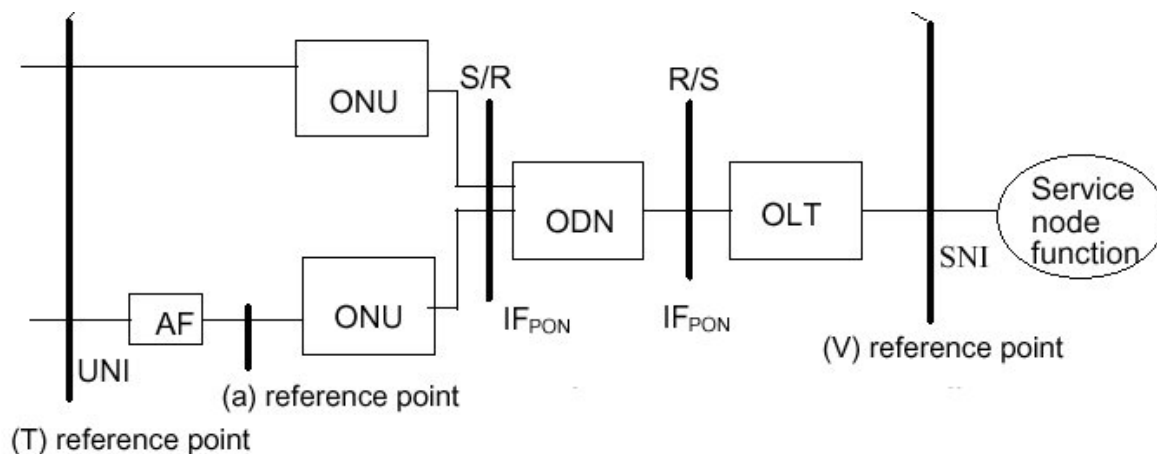 ONU
S/R
R/S
ODN
OLT
Service
node
function
SNI
AF
ONU
IFPON
IFPON
UNI
(V) reference point
(a) reference point
(T) reference point